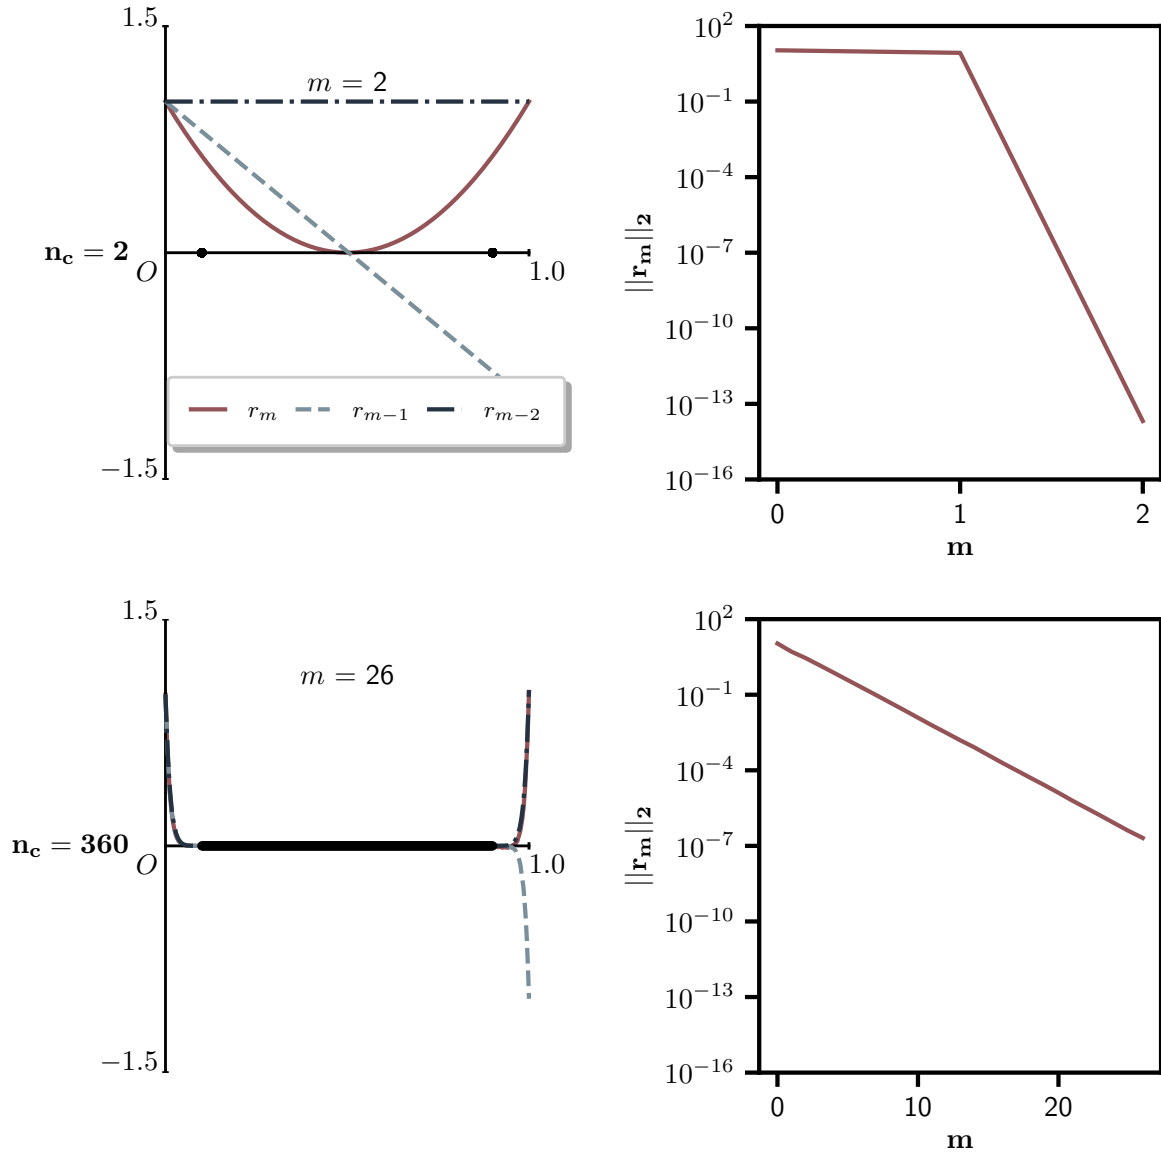 1.5
m = 2
n_c = 2
O
1.0
r_m r_{m−1} r_{m−2}
−1.5
10^2
10^{−1}
10^{−4}
10^{−7}
10^{−10}
10^{−13}
10^{−16}
||r_m||_2
0 1 2
m
1.5
m = 26
n_c = 360
O
1.0
−1.5
10^2
10^{−1}
10^{−4}
10^{−7}
10^{−10}
10^{−13}
10^{−16}
||r_m||_2
0 10 20
m